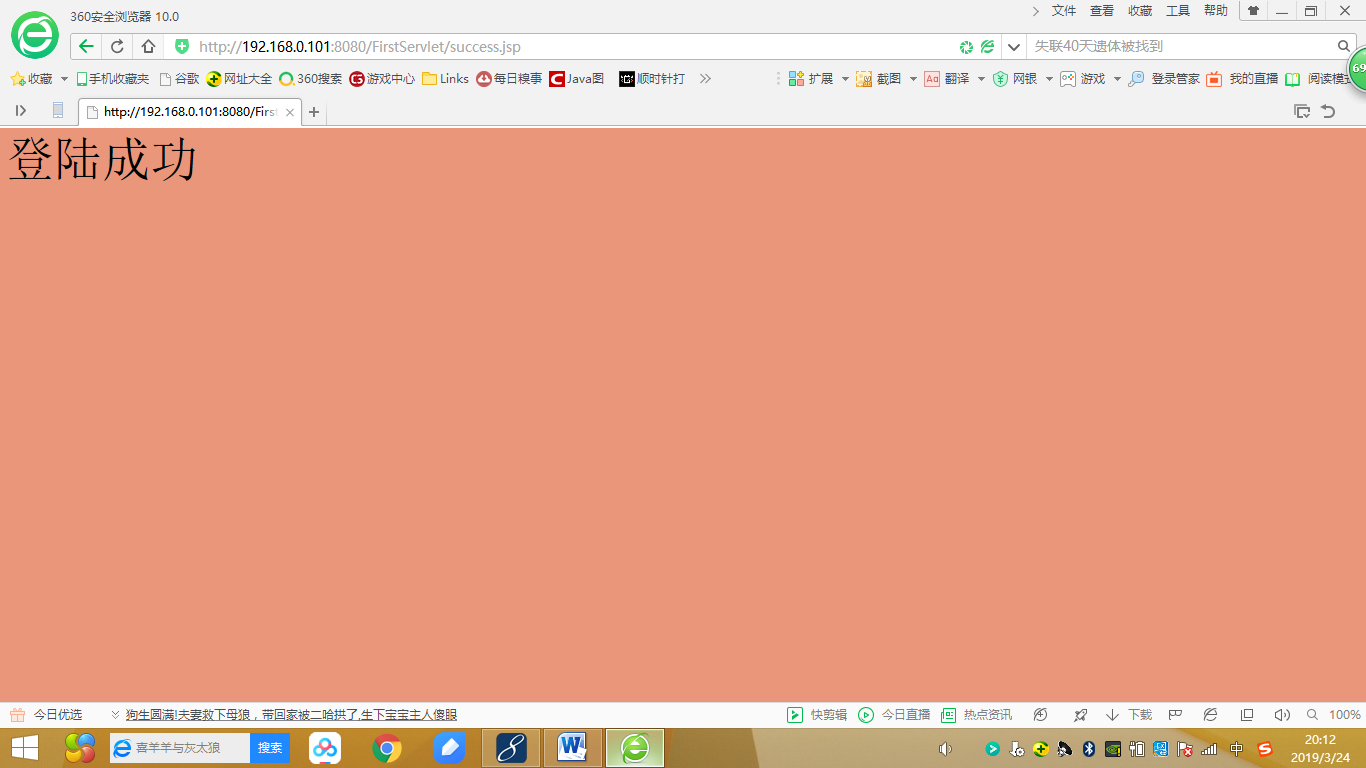 360安全浏览器 10.0
文件 查看 收藏 工具 帮助
http://192.168.0.101:8080/FirstServlet/success.jsp
失联40天遗体被找到
69
收藏 手机收藏夹 谷歌 网址大全 360搜索 游戏中心 Links 每日糗事 Java图 顺时针打
扩展 截图 翻译 网银 游戏 登录管家 我的直播 阅读模式
http://192.168.0.101:8080/Firs
登陆成功
今日优选 狗生圆满!夫妻救下母狼，带回家被二哈拱了,生下宝宝主人傻眼
快剪辑 今日直播 热点资讯 下载 100%
喜羊羊与灰太狼 搜索
中
20:12
2019/3/24